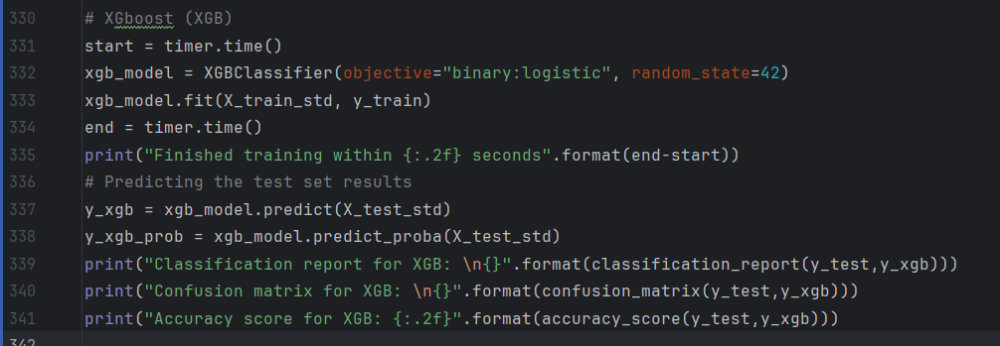 330 # XGboost (XGB)
331 start = timer.time()
332 xgb_model = XGBClassifier(objective="binary:logistic", random_state=42)
333 xgb_model.fit(X_train_std, y_train)
334 end = timer.time()
335 print("Finished training within {:.2f} seconds".format(end-start))
336 # Predicting the test set results
337 y_xgb = xgb_model.predict(X_test_std)
338 y_xgb_prob = xgb_model.predict_proba(X_test_std)
339 print("Classification report for XGB: \n{}".format(classification_report(y_test,y_xgb)))
340 print("Confusion matrix for XGB: \n{}".format(confusion_matrix(y_test,y_xgb)))
341 print("Accuracy score for XGB: {:.2f}".format(accuracy_score(y_test,y_xgb)))
342